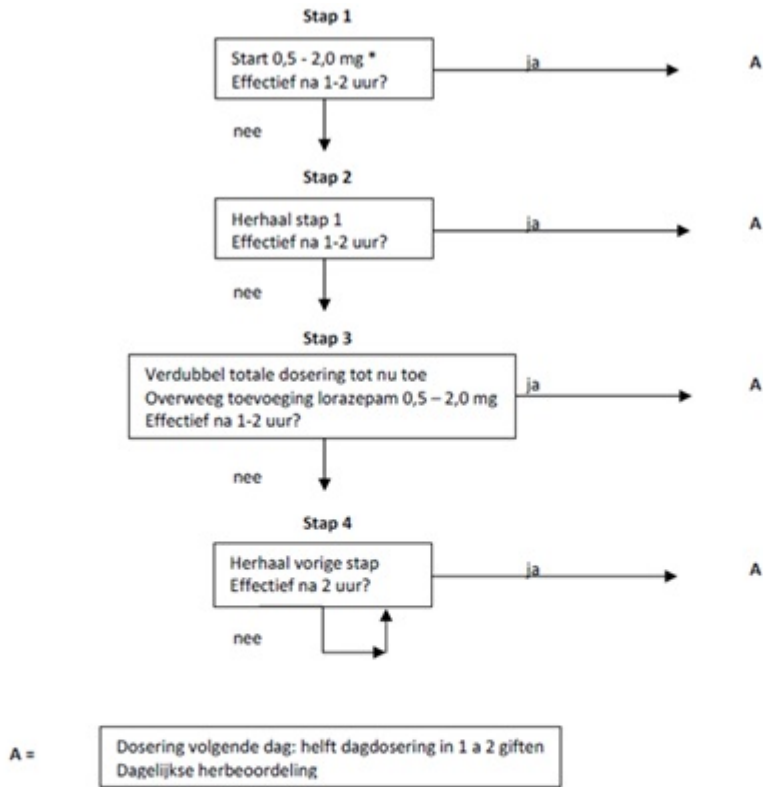 Stap 1
Start 0,5 - 2,0 mg *
Effectief na 1-2 uur?
ja
A
nee
Stap 2
Herhaal stap 1
Effectief na 1-2 uur?
ja
A
nee
Stap 3
Verdubbel totale dosering tot nu toe
Overweeg toevoeging lorazepam 0,5 – 2,0 mg
Effectief na 1-2 uur?
ja
A
nee
Stap 4
Herhaal vorige stap
Effectief na 2 uur?
ja
A
nee
A =
Dosering volgende dag: helft dagdosering in 1 a 2 giften
Dagelijkse herbeoordeling